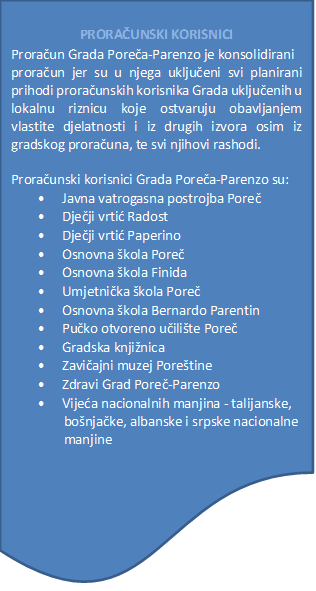 PRORAČUNSKI KORISNICI
Proračun Grada Poreča-Parenzo je konsolidirani
proračun jer su u njega uključeni svi planirani
prihodi proračunskih korisnika Grada uključenih u
lokalnu riznicu koje ostvaruju obavljanjem
vlastite djelatnosti i iz drugih izvora osim iz
gradskog proračuna, te svi njihovi rashodi.
Proračunski korisnici Grada Poreča-Parenzo su:
• Javna vatrogasna postrojba Poreč
• Dječji vrtić Radost
• Dječji vrtić Paperino
• Osnovna škola Poreč
• Osnovna škola Finida
• Umjetnička škola Poreč
• Osnovna škola Bernardo Parentin
• Pučko otvoreno učilište Poreč
• Gradska knjižnica
• Zavičajni muzej Poreštine
• Zdravi Grad Poreč-Parenzo
• Vijeća nacionalnih manjina - talijanske,
bošnjačke, albanske i srpske nacionalne
manjine